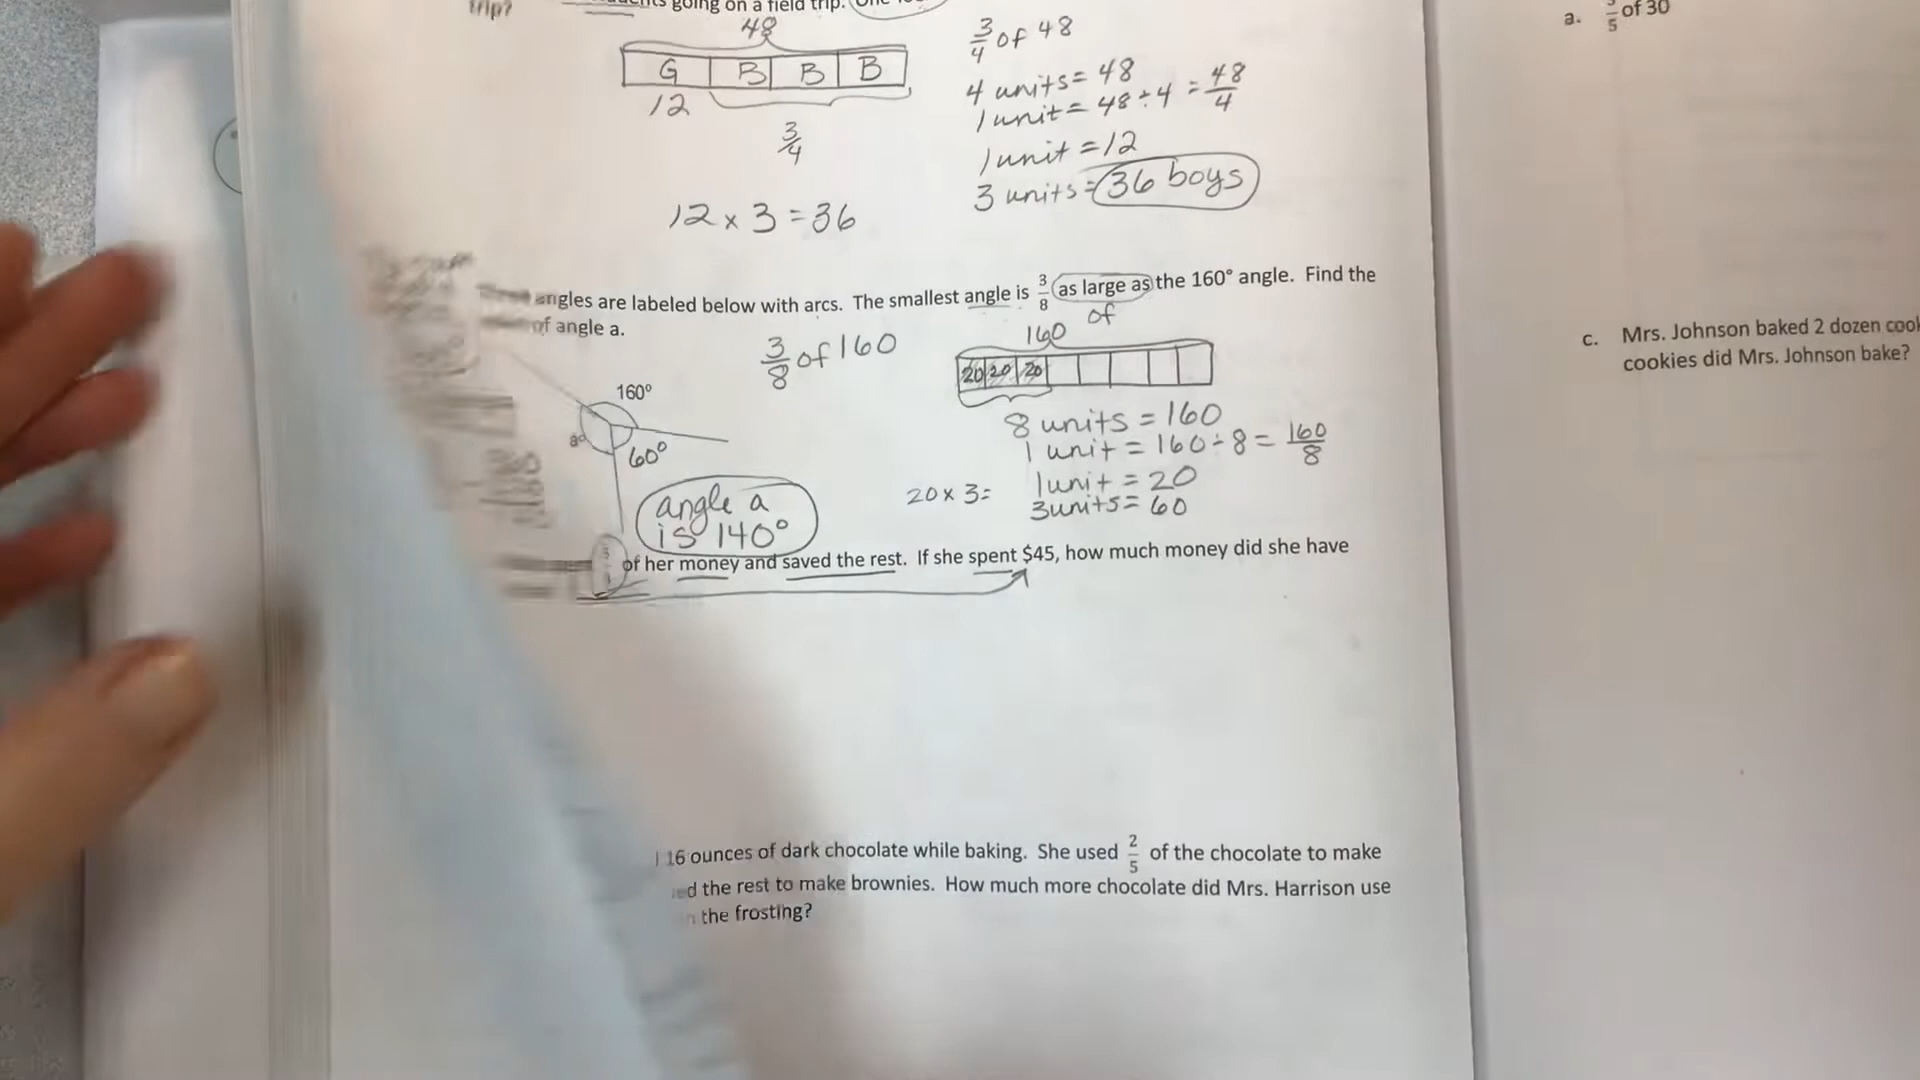 trip?
going on a field trip.
48
G B B B
12
3/4
12 x 3 = 36
3/4 of 48
4 units = 48
1 unit = 48 ÷ 4 = 48/4
1 unit = 12
3 units = 36 boys
angles are labeled below with arcs. The smallest angle is 3/8 as large as the 160° angle. Find the
of angle a.
of
3/8 of 160
160
20 20 20
160°
a°
60°
angle a
is 140°
8 units = 160
1 unit = 160 ÷ 8 = 160/8
1 unit = 20
20 x 3 =
3 units = 60
of her money and saved the rest. If she spent $45, how much money did she have
16 ounces of dark chocolate while baking. She used 2/5 of the chocolate to make
the rest to make brownies. How much more chocolate did Mrs. Harrison use
the frosting?
a. 3/5 of 30
c. Mrs. Johnson baked 2 dozen
cookies did Mrs. Johnson bake?